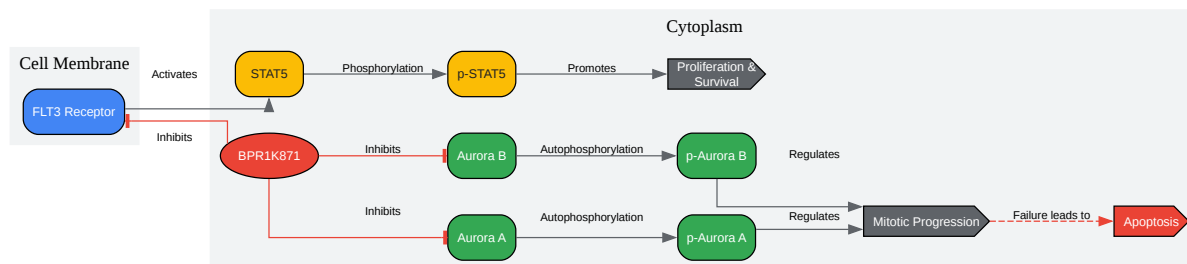 Cytoplasm
Cell Membrane
Activates
STAT5
Phosphorylation
p-STAT5
Promotes
Proliferation &
Survival
FLT3 Receptor
Inhibits
BPR1K871
Inhibits
Aurora B
Autophosphorylation
p-Aurora B
Regulates
Inhibits
Aurora A
Autophosphorylation
p-Aurora A
Regulates
Mitotic Progression
Failure leads to
Apoptosis